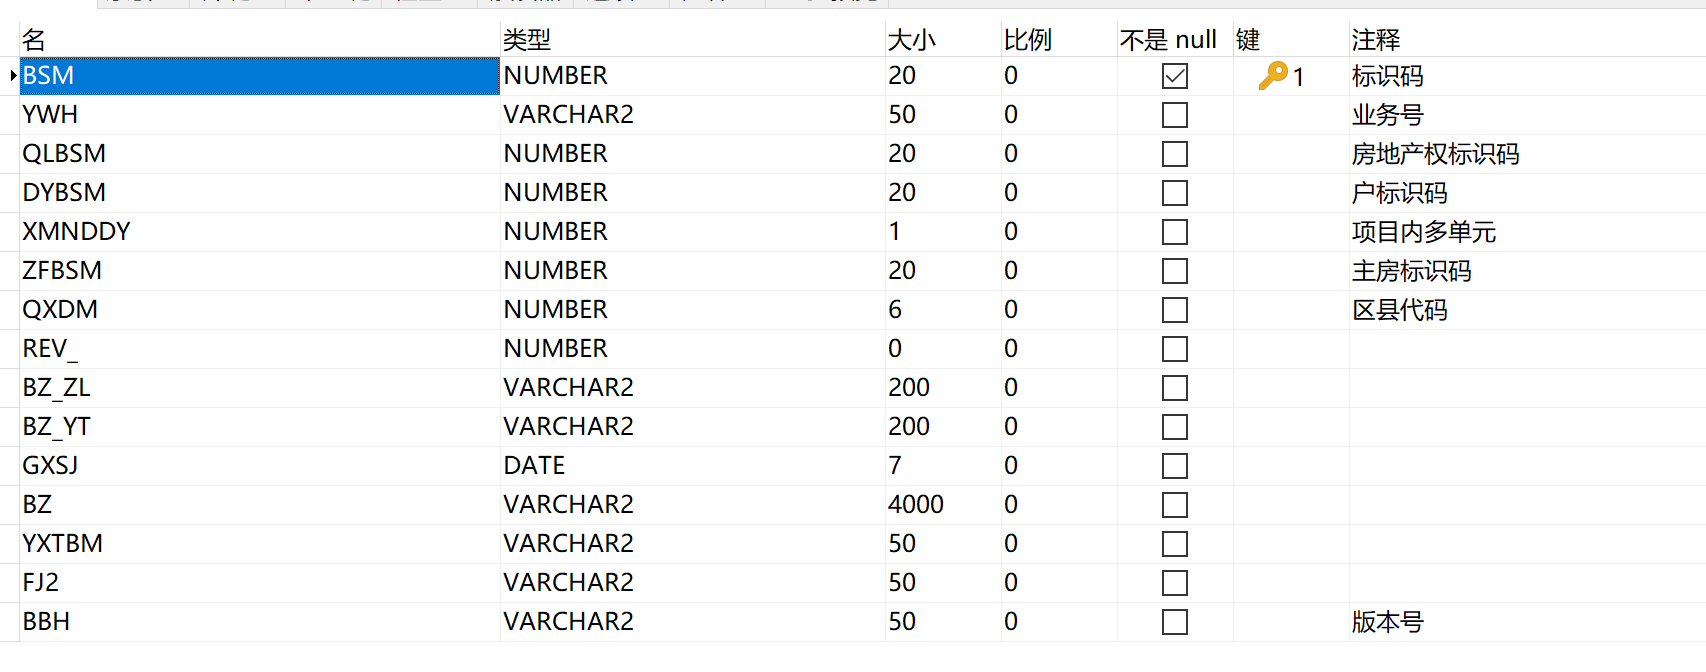 名 类型 大小 比例 不是 null 键 注释
BSM NUMBER 20 0 1 标识码
YWH VARCHAR2 50 0 业务号
QLBSM NUMBER 20 0 房地产权标识码
DYBSM NUMBER 20 0 户标识码
XMNDDY NUMBER 1 0 项目内多单元
ZFBSM NUMBER 20 0 主房标识码
QXDM NUMBER 6 0 区县代码
REV_ NUMBER 0 0
BZ_ZL VARCHAR2 200 0
BZ_YT VARCHAR2 200 0
GXSJ DATE 7 0
BZ VARCHAR2 4000 0
YXTBM VARCHAR2 50 0
FJ2 VARCHAR2 50 0
BBH VARCHAR2 50 0 版本号